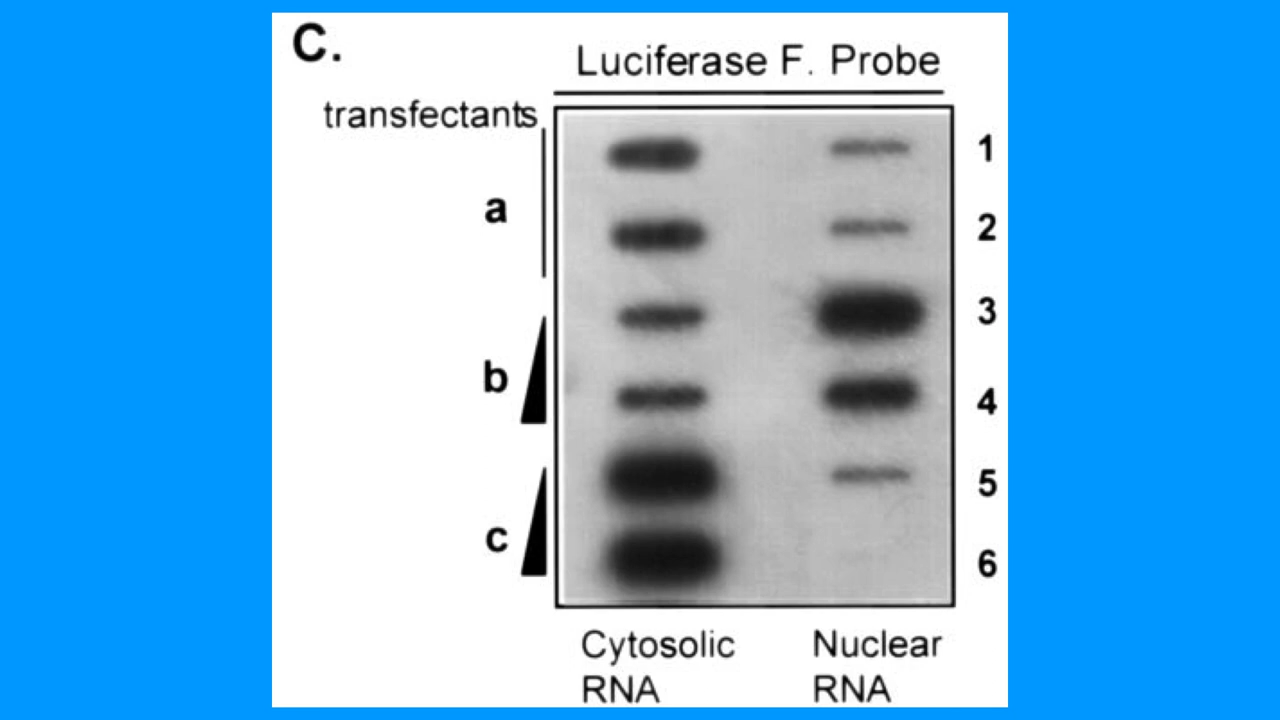 C.
Luciferase F. Probe
transfectants
1
a
2
3
b
4
5
c
6
Cytosolic Nuclear
RNA RNA